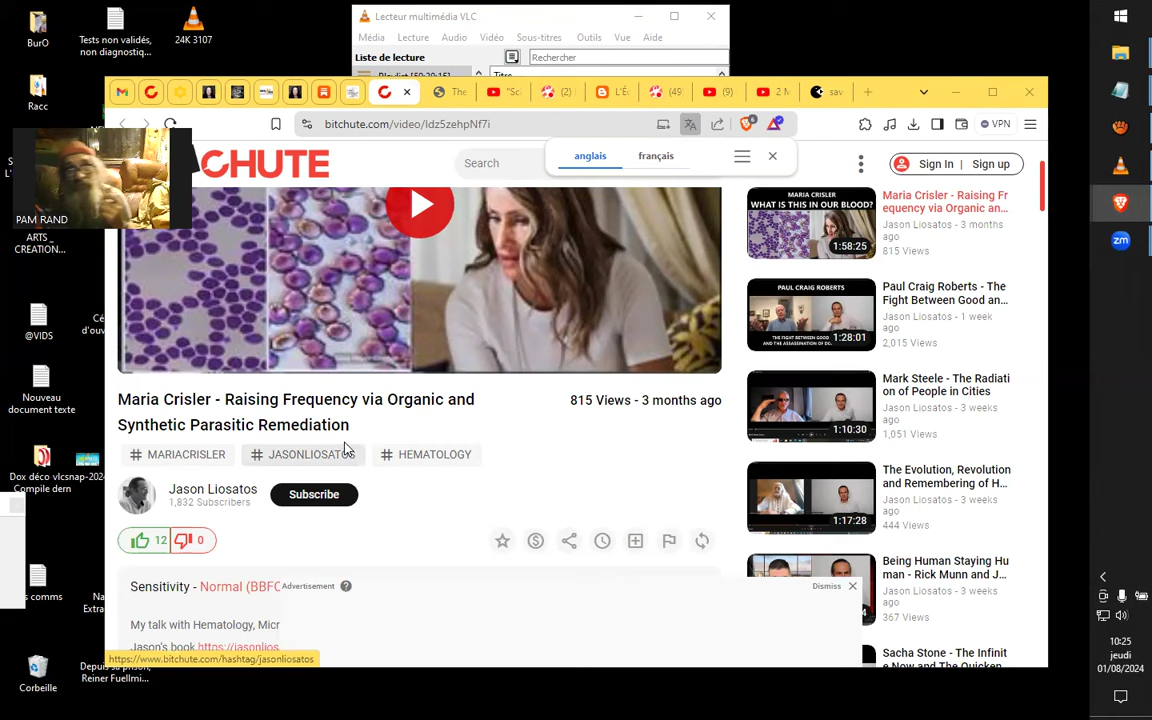 BurO
Tests non validés,
non diagnostiq...
24K 3107
Racc
PAM RAND
ARTS _
CREATION...
@VIDS
Nouveau
document texte
Dox déco vlcsnap-2024
Compile dern
s comms
Extra
Corbeille
Depuis sa prison,
Reiner Fuellmi...
Lecteur multimédia VLC
Média Lecture Audio Vidéo Sous-titres Outils Vue Aide
Liste de lecture
Rechercher
Titre
The
"Sc
(2)
L'É
(49
(9)
2 M
sav
bitchute.com/video/Idz5zehpNf7i
6
VPN
anglais français
CHUTE
Search
Sign In | Sign up
Maria Crisler - Raising Frequency via Organic and
Synthetic Parasitic Remediation
815 Views - 3 months ago
# MARIACRISLER # JASONLIOSATOS # HEMATOLOGY
Jason Liosatos
1,832 Subscribers
Subscribe
12 0
Sensitivity - Normal (BBFC
Advertisement
Dismiss
My talk with Hematology, Micr
Jason's book https://jasonlios
https://www.bitchute.com/hashtag/jasonliosatos
MARIA CRISLER
WHAT IS THIS IN OUR BLOOD?
1:58:25
Maria Crisler - Raising Fr
equency via Organic an...
Jason Liosatos - 3 months
ago
815 Views
PAUL CRAIG ROBERTS
1:28:01
Paul Craig Roberts - The
Fight Between Good an...
Jason Liosatos - 1 week
ago
2,015 Views
1:10:30
Mark Steele - The Radiati
on of People in Cities
Jason Liosatos - 3 weeks
ago
1,051 Views
1:17:28
The Evolution, Revolution
and Remembering of H...
Jason Liosatos - 3 weeks
ago
444 Views
Being Human Staying Hu
man - Rick Munn and J...
Jason Liosatos - 3 weeks
ago
367 Views
Sacha Stone - The Infinit
e Now and The Quicken
zm
10:25
jeudi
01/08/2024